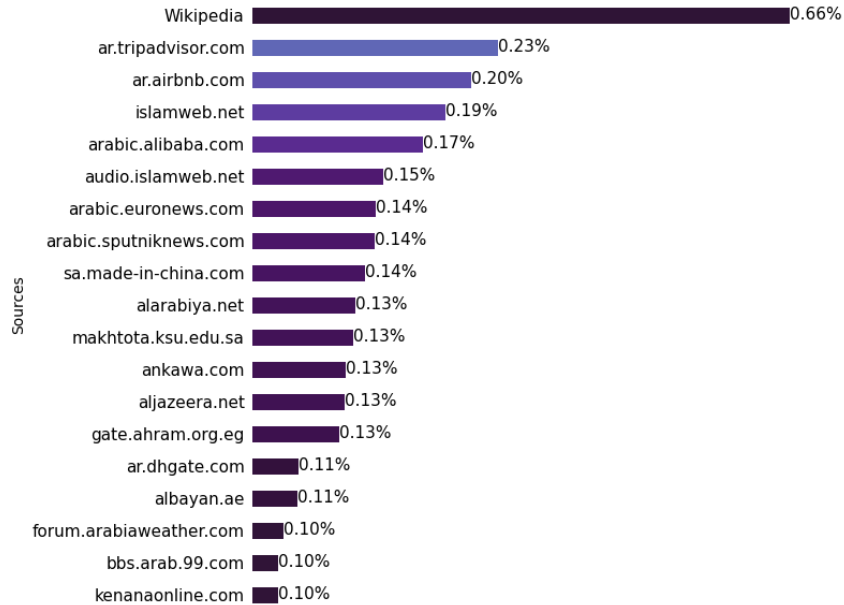 Wikipedia 0.66%
ar.tripadvisor.com 0.23%
ar.airbnb.com 0.20%
islamweb.net 0.19%
arabic.alibaba.com 0.17%
audio.islamweb.net 0.15%
arabic.euronews.com 0.14%
arabic.sputniknews.com 0.14%
sa.made-in-china.com 0.14%
alarabiya.net 0.13%
makhtota.ksu.edu.sa 0.13%
ankawa.com 0.13%
aljazeera.net 0.13%
gate.ahram.org.eg 0.13%
ar.dhgate.com 0.11%
albayan.ae 0.11%
forum.arabiaweather.com 0.10%
bbs.arab.99.com 0.10%
kenanaonline.com 0.10%
Sources